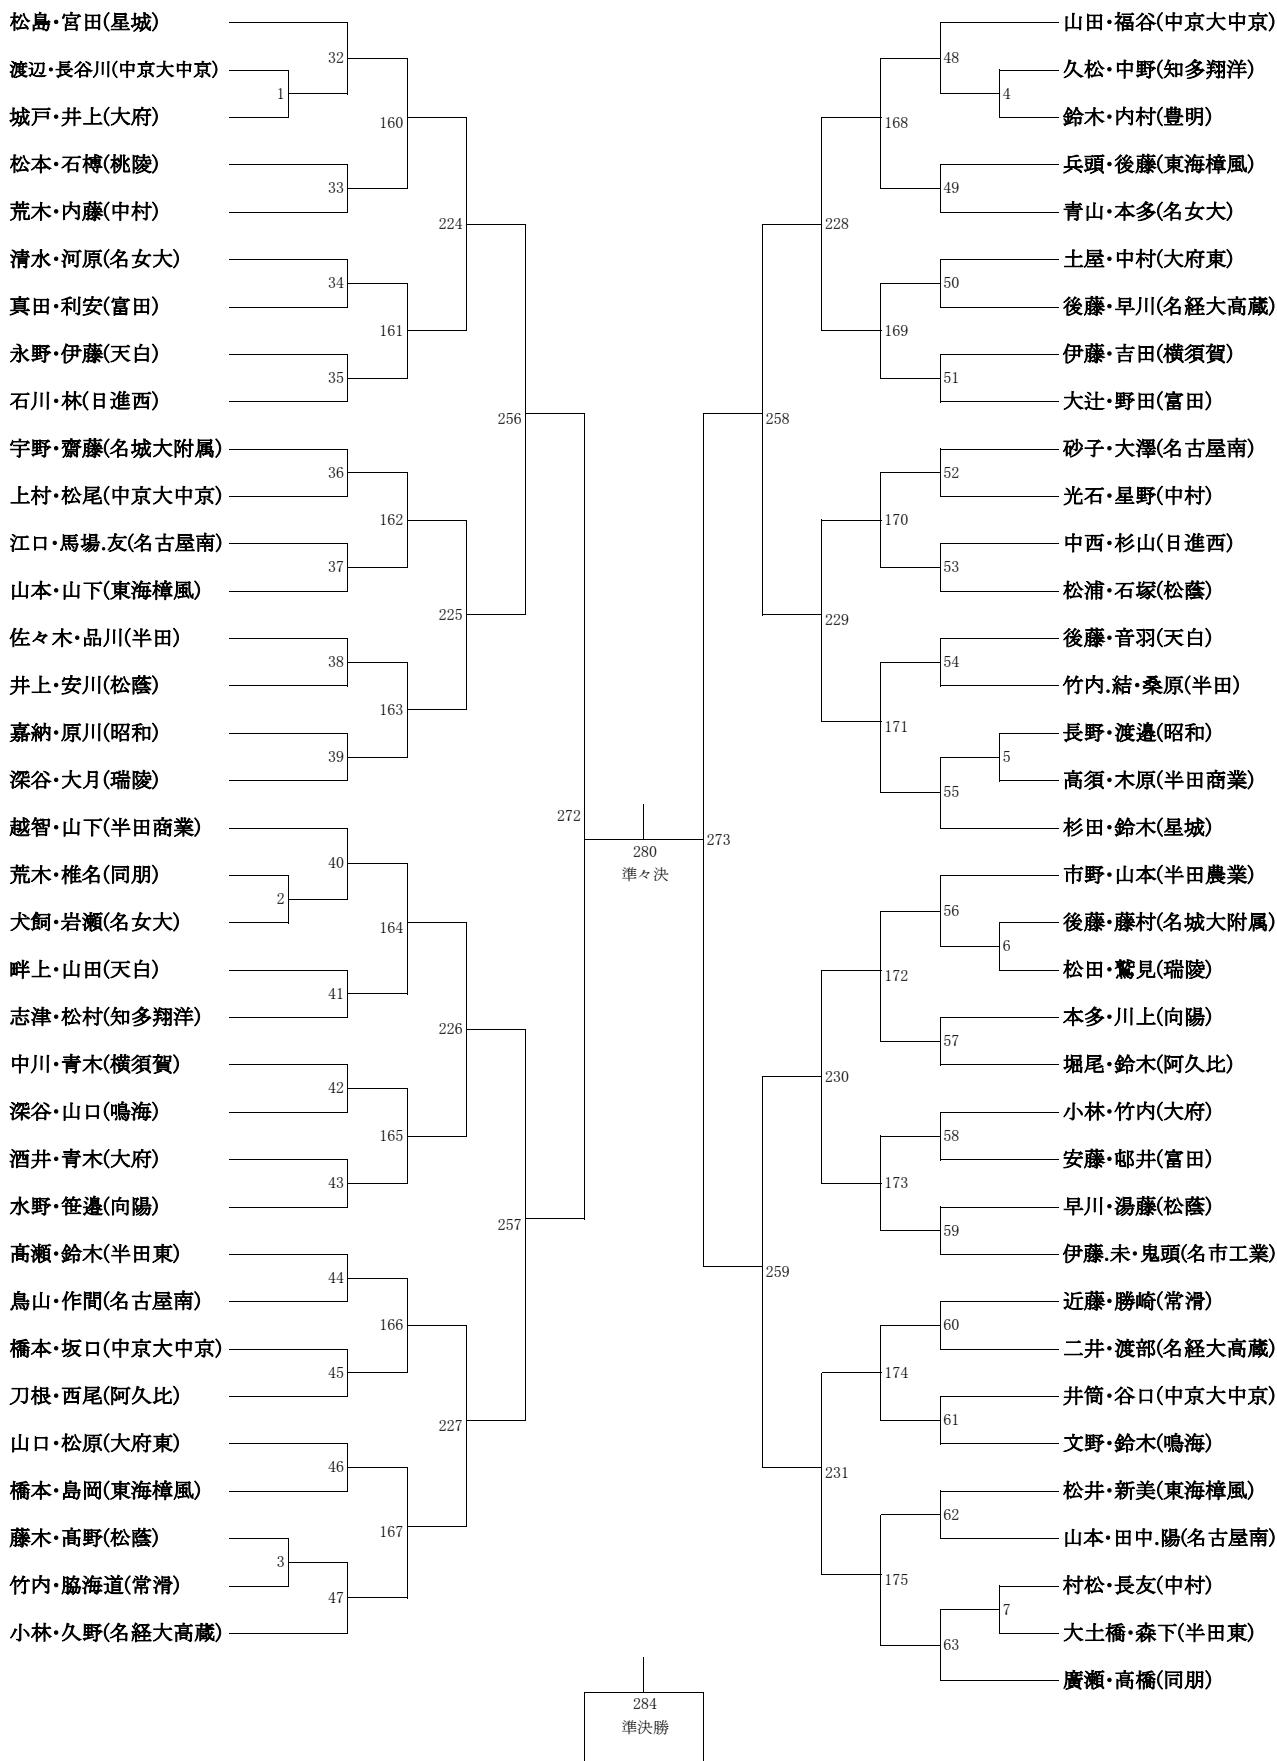 松島・宮田(星城)
渡辺・長谷川(中京大中京)
城戸・井上(大府)
松本・石榑(桃陵)
荒木・内藤(中村)
清水・河原(名女大)
真田・利安(富田)
永野・伊藤(天白)
石川・林(日進西)
宇野・齋藤(名城大附属)
上村・松尾(中京大中京)
江口・馬場.友(名古屋南)
山本・山下(東海樟風)
佐々木・品川(半田)
井上・安川(松蔭)
嘉納・原川(昭和)
深谷・大月(瑞陵)
越智・山下(半田商業)
荒木・椎名(同朋)
犬飼・岩瀬(名女大)
畔上・山田(天白)
志津・松村(知多翔洋)
中川・青木(横須賀)
深谷・山口(鳴海)
酒井・青木(大府)
水野・笹邉(向陽)
髙瀬・鈴木(半田東)
鳥山・作間(名古屋南)
橋本・坂口(中京大中京)
刀根・西尾(阿久比)
山口・松原(大府東)
橋本・島岡(東海樟風)
藤木・髙野(松蔭)
竹内・脇海道(常滑)
小林・久野(名経大高蔵)
1
2
3
32
33
34
35
36
37
38
39
40
41
42
43
44
45
46
47
160
161
162
163
164
165
166
167
224
225
226
227
256
257
272
280
準々決
284
準決勝
273
258
259
228
229
230
231
168
169
170
171
172
173
174
175
48
49
50
51
52
53
54
55
56
57
58
59
60
61
62
63
4
5
6
7
山田・福谷(中京大中京)
久松・中野(知多翔洋)
鈴木・内村(豊明)
兵頭・後藤(東海樟風)
青山・本多(名女大)
土屋・中村(大府東)
後藤・早川(名経大高蔵)
伊藤・吉田(横須賀)
大辻・野田(富田)
砂子・大澤(名古屋南)
光石・星野(中村)
中西・杉山(日進西)
松浦・石塚(松蔭)
後藤・音羽(天白)
竹内.結・桑原(半田)
長野・渡邉(昭和)
高須・木原(半田商業)
杉田・鈴木(星城)
市野・山本(半田農業)
後藤・藤村(名城大附属)
松田・鷲見(瑞陵)
本多・川上(向陽)
堀尾・鈴木(阿久比)
小林・竹内(大府)
安藤・邸井(富田)
早川・湯藤(松蔭)
伊藤.未・鬼頭(名市工業)
近藤・勝崎(常滑)
二井・渡部(名経大高蔵)
井筒・谷口(中京大中京)
文野・鈴木(鳴海)
松井・新美(東海樟風)
山本・田中.陽(名古屋南)
村松・長友(中村)
大土橋・森下(半田東)
廣瀬・高橋(同朋)